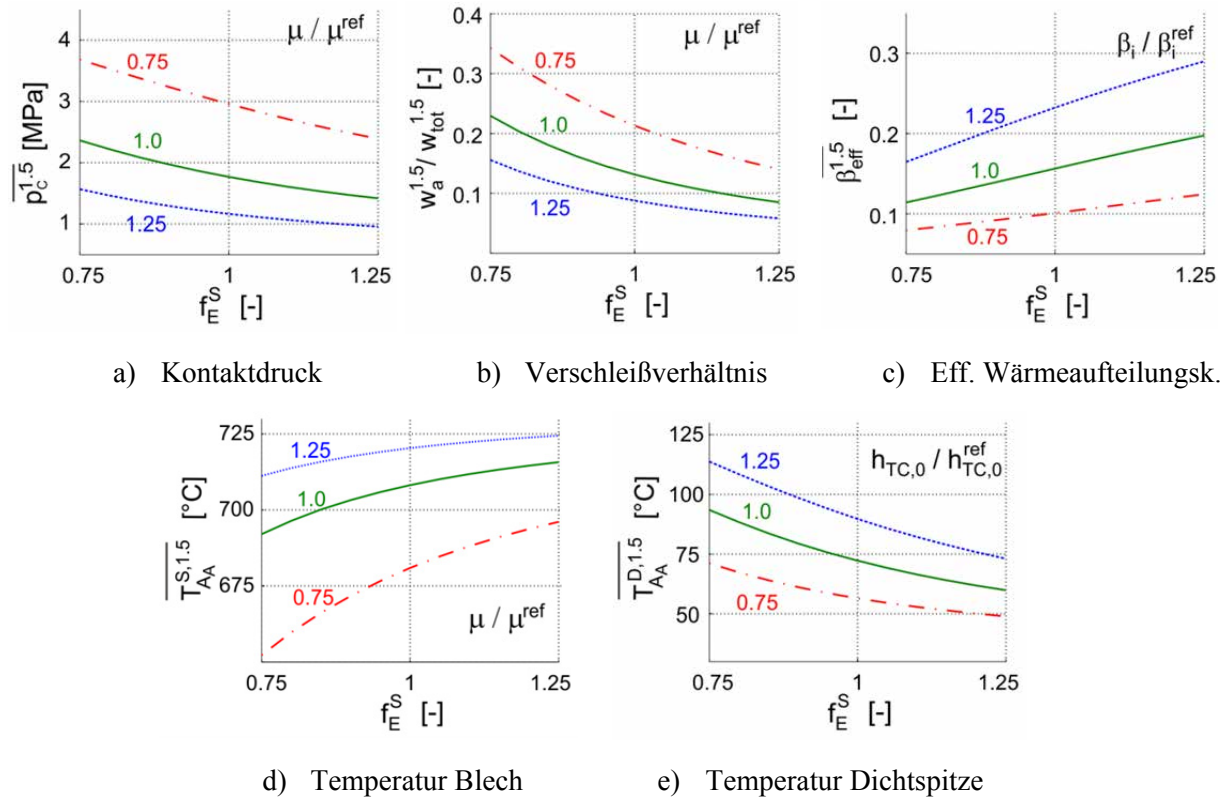 4
3
2
1
p_c^1.5 [MPa]
μ / μ^ref
0.75
1.0
1.25
0.75 1 1.25
f_E^S [-]
0.4
0.3
0.2
0.1
w_a^1.5 / w_tot^1.5 [-]
μ / μ^ref
0.75
1.0
1.25
0.75 1 1.25
f_E^S [-]
0.3
0.2
0.1
β_eff^1.5 [-]
β_i / β_i^ref
1.25
1.0
0.75
0.75 1 1.25
f_E^S [-]
a) Kontaktdruck
b) Verschleißverhältnis
c) Eff. Wärmeaufteilungsk.
725
700
675
T_A_A^S,1.5 [°C]
1.25
1.0
0.75
μ / μ^ref
0.75 1 1.25
f_E^S [-]
125
100
75
50
T_A_A^D,1.5 [°C]
h_TC,0 / h_TC,0^ref
1.25
1.0
0.75
0.75 1 1.25
f_E^S [-]
d) Temperatur Blech
e) Temperatur Dichtspitze